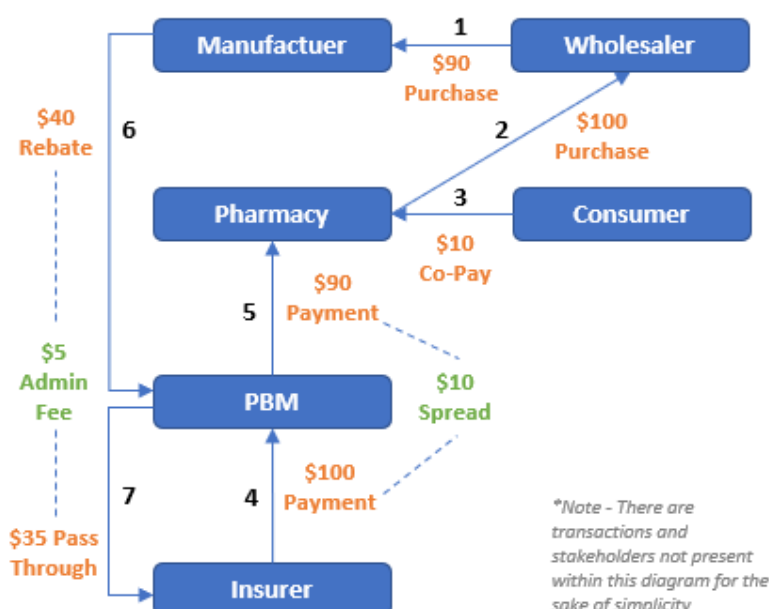 Manufactuer
1
Wholesaler
$90
Purchase
$40
Rebate
6
2
$100
Purchase
Pharmacy
3
Consumer
$10
Co-Pay
$90
Payment
5
$5
Admin
Fee
PBM
$10
Spread
7
4
$100
Payment
$35 Pass
Through
Insurer
*Note - There are
transactions and
stakeholders not present
within this diagram for the
sake of simplicity